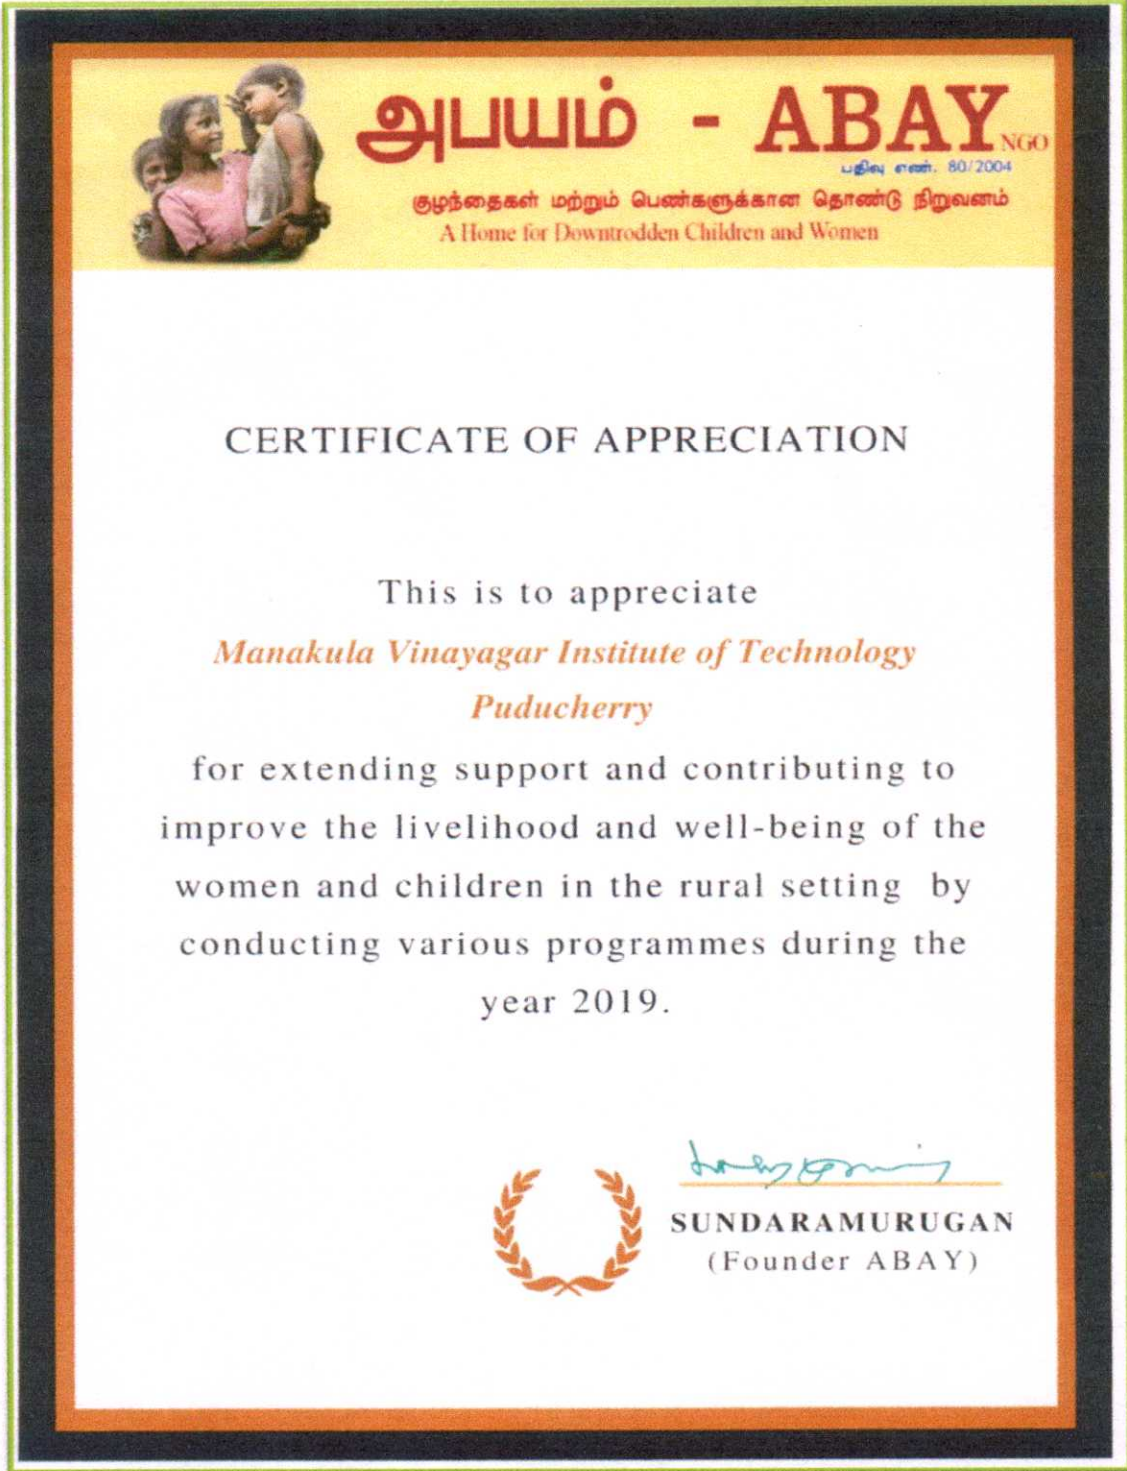 அபயம் - ABAY NGO
பதிவு எண். 80/2004
குழந்தைகள் மற்றும் பெண்களுக்கான தொண்டு நிறுவனம்
A Home for Downtrodden Children and Women
CERTIFICATE OF APPRECIATION
This is to appreciate
Manakula Vinayagar Institute of Technology
Puducherry
for extending support and contributing to
improve the livelihood and well-being of the
women and children in the rural setting by
conducting various programmes during the
year 2019.
SUNDARAMURUGAN
(Founder ABAY)